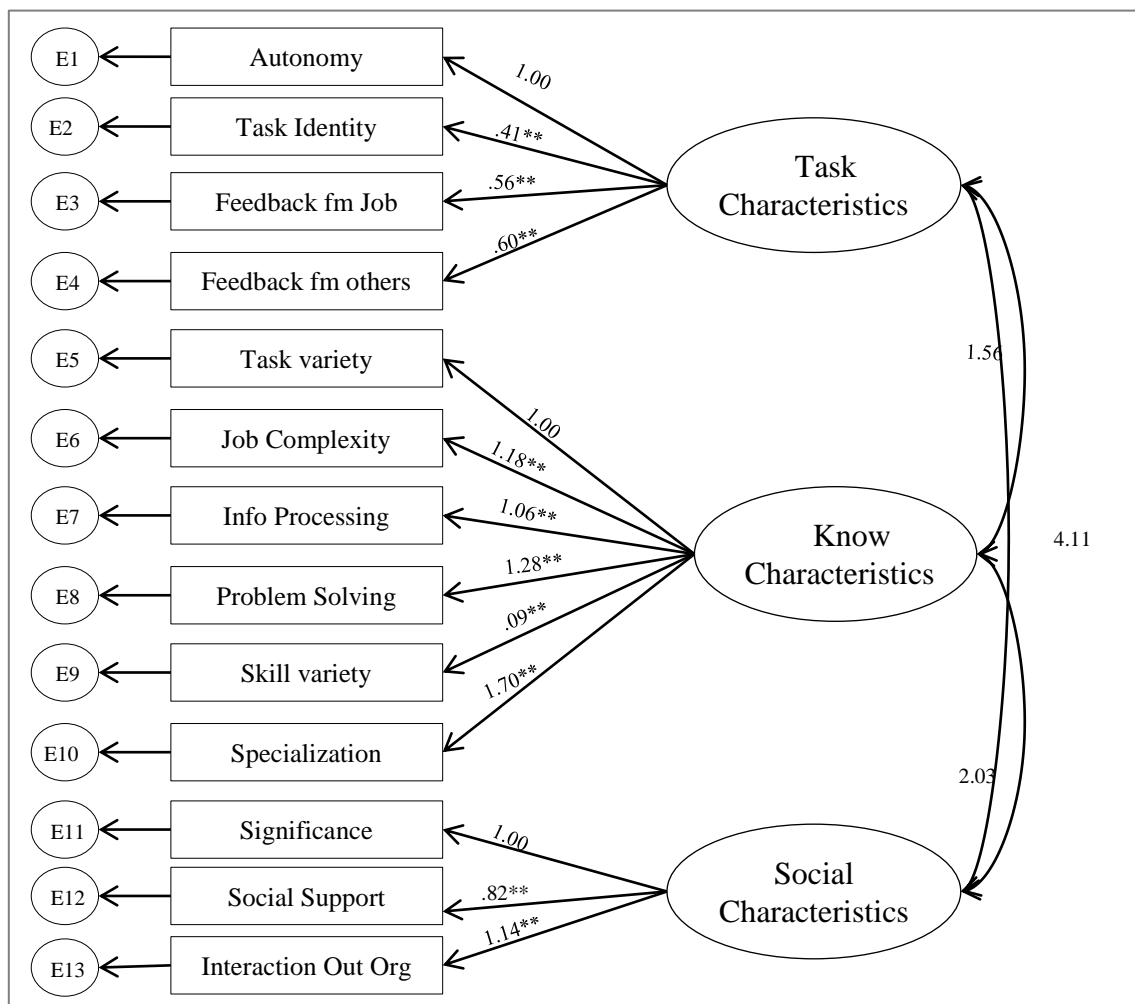 E1
Autonomy
1.00
E2
Task Identity
.41**
E3
Feedback fm Job
.56**
E4
Feedback fm others
.60**
Task
Characteristics
E5
Task variety
1.00
1.56
E6
Job Complexity
1.18**
E7
Info Processing
1.06**
Know
Characteristics
4.11
E8
Problem Solving
1.28**
E9
Skill variety
.09**
E10
Specialization
1.70**
2.03
E11
Significance
1.00
E12
Social Support
.82**
Social
Characteristics
E13
Interaction Out Org
1.14**